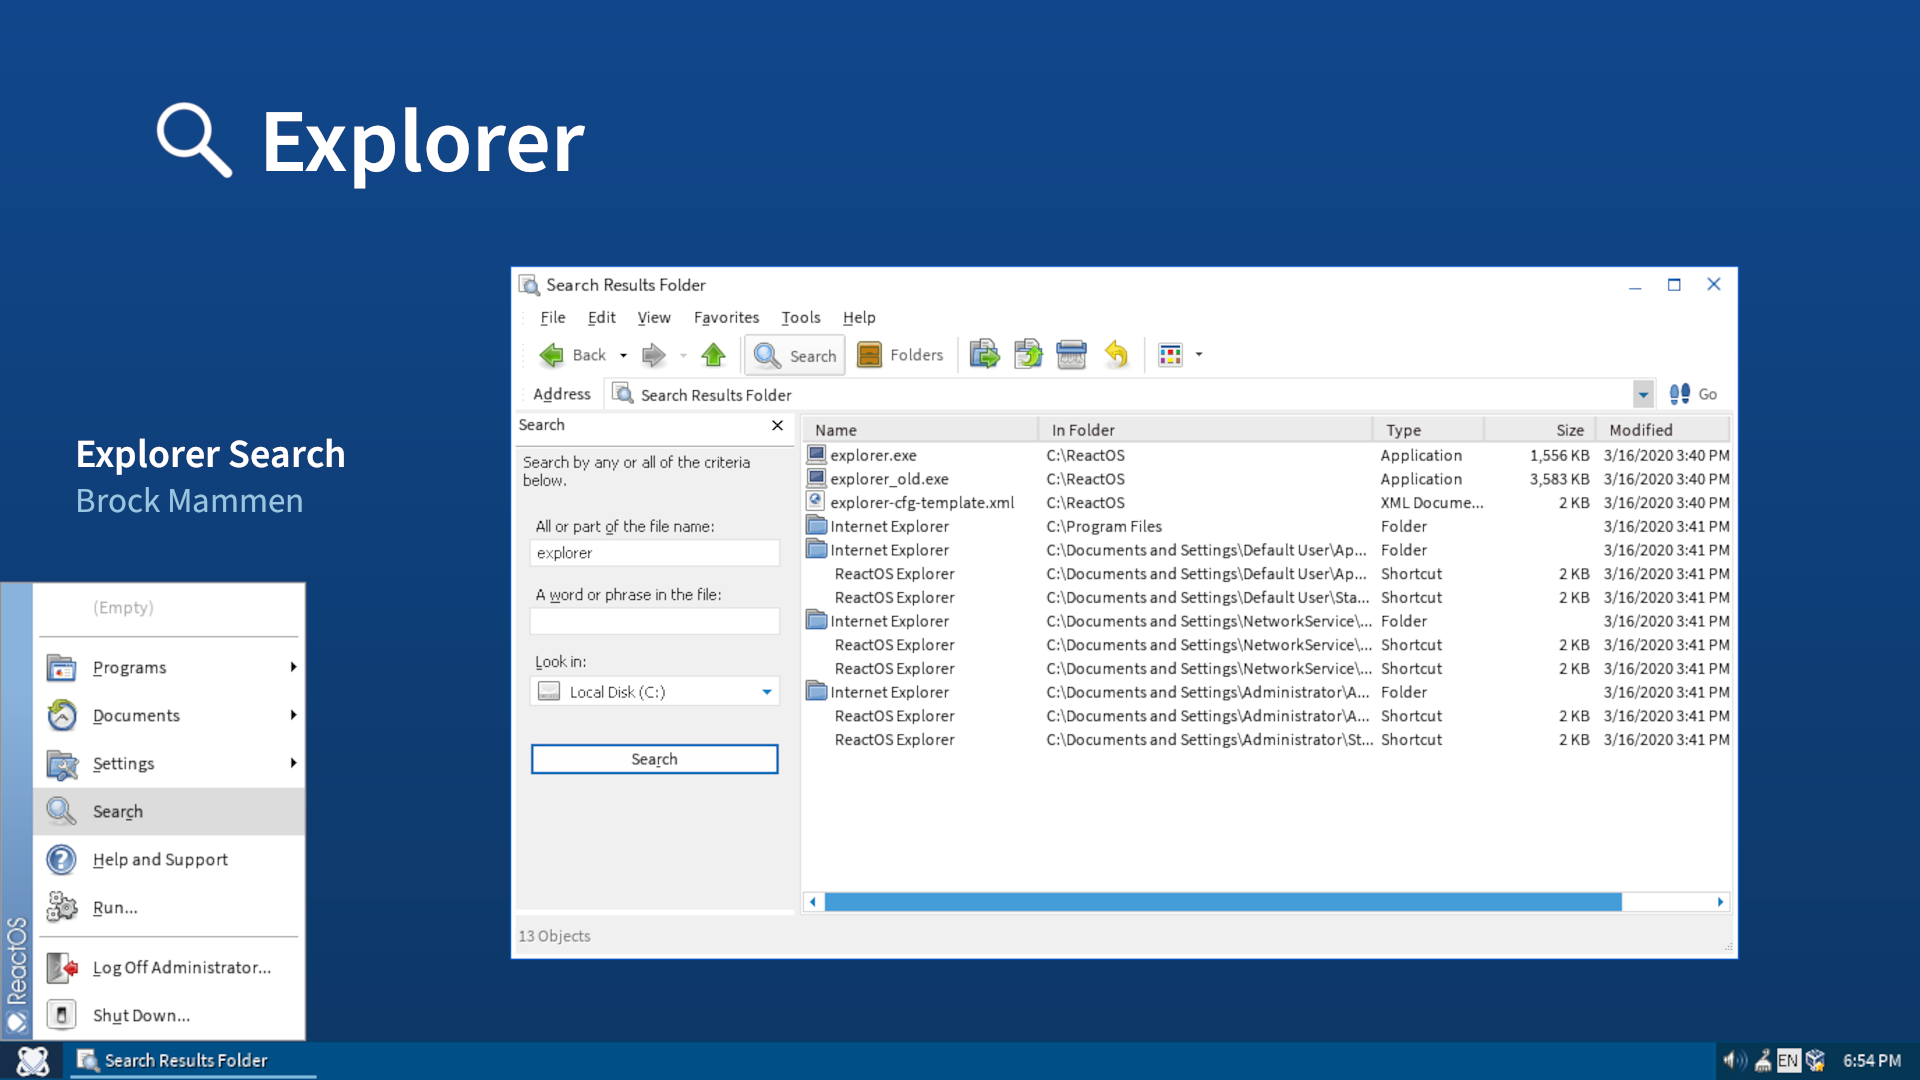 Explorer
Explorer Search
Brock Mammen
Search Results Folder
File Edit View Favorites Tools Help
Back Search Folders
Address Search Results Folder Go
Search
Search by any or all of the criteria
below.
All or part of the file name:
explorer
A word or phrase in the file:
Look in:
Local Disk (C:)
Search
Name In Folder Type Size Modified
explorer.exe C:\ReactOS Application 1,556 KB 3/16/2020 3:40 PM
explorer_old.exe C:\ReactOS Application 3,583 KB 3/16/2020 3:40 PM
explorer-cfg-template.xml C:\ReactOS XML Docume... 2 KB 3/16/2020 3:40 PM
Internet Explorer C:\Program Files Folder 3/16/2020 3:41 PM
Internet Explorer C:\Documents and Settings\Default User\Ap... Folder 3/16/2020 3:41 PM
ReactOS Explorer C:\Documents and Settings\Default User\Ap... Shortcut 2 KB 3/16/2020 3:41 PM
ReactOS Explorer C:\Documents and Settings\Default User\Sta... Shortcut 2 KB 3/16/2020 3:41 PM
Internet Explorer C:\Documents and Settings\NetworkService\... Folder 3/16/2020 3:41 PM
ReactOS Explorer C:\Documents and Settings\NetworkService\... Shortcut 2 KB 3/16/2020 3:41 PM
ReactOS Explorer C:\Documents and Settings\NetworkService\... Shortcut 2 KB 3/16/2020 3:41 PM
Internet Explorer C:\Documents and Settings\Administrator\A... Folder 3/16/2020 3:41 PM
ReactOS Explorer C:\Documents and Settings\Administrator\A... Shortcut 2 KB 3/16/2020 3:41 PM
ReactOS Explorer C:\Documents and Settings\Administrator\St... Shortcut 2 KB 3/16/2020 3:41 PM
13 Objects
(Empty)
Programs
Documents
Settings
Search
Help and Support
Run...
Log Off Administrator...
Shut Down...
ReactOS
Search Results Folder
EN
6:54 PM